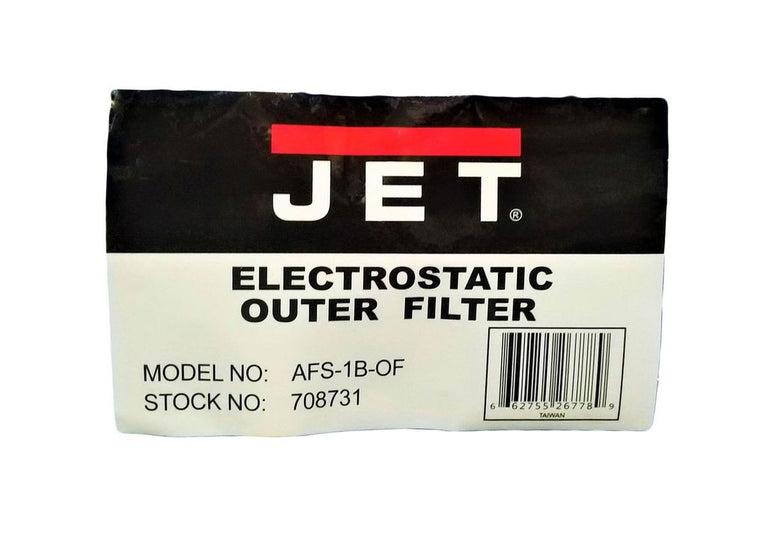 JET®
ELECTROSTATIC
OUTER FILTER
MODEL NO: AFS-1B-OF
STOCK NO: 708731
6 62755 26778 9
TAIWAN